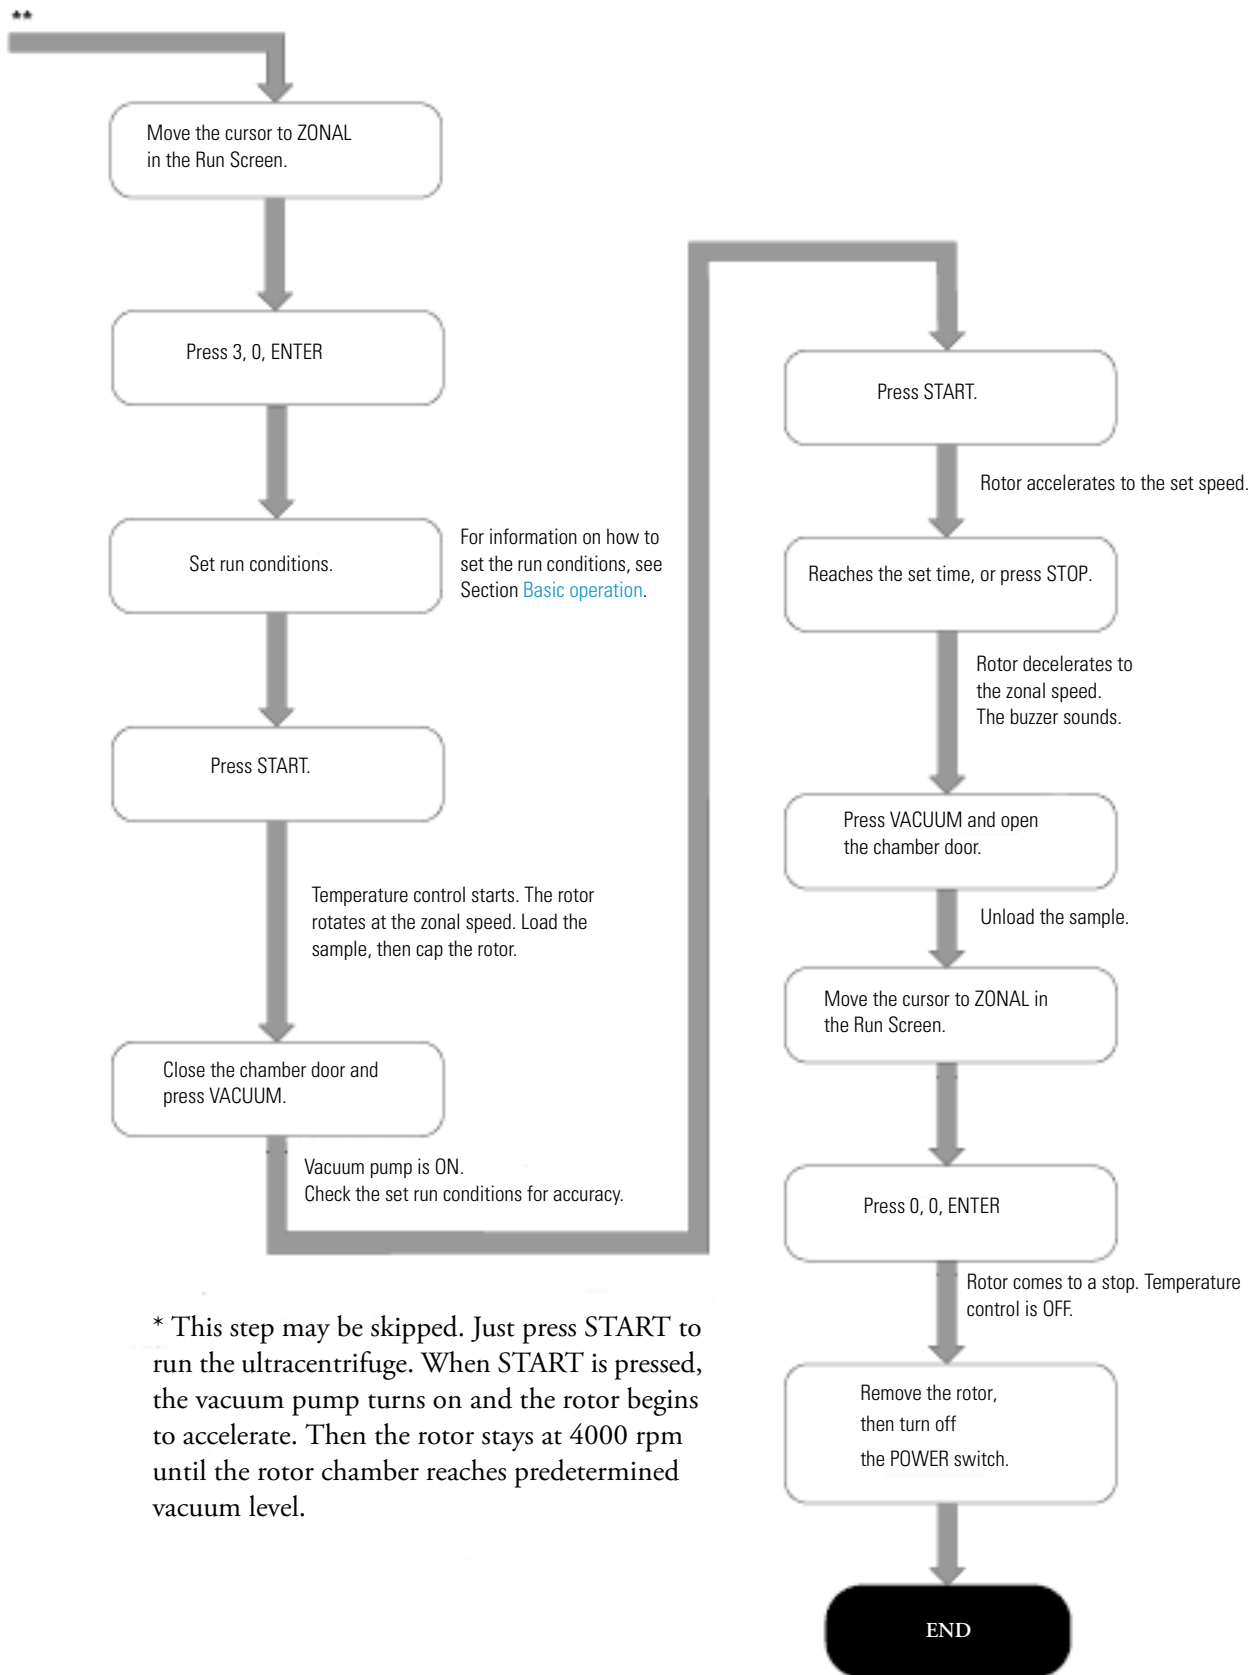 **
Move the cursor to ZONAL
in the Run Screen.
Press 3, 0, ENTER
Set run conditions.
For information on how to
set the run conditions, see
Section Basic operation.
Press START.
Temperature control starts. The rotor
rotates at the zonal speed. Load the
sample, then cap the rotor.
Close the chamber door and
press VACUUM.
Vacuum pump is ON.
Check the set run conditions for accuracy.
Press START.
Rotor accelerates to the set speed.
Reaches the set time, or press STOP.
Rotor decelerates to
the zonal speed.
The buzzer sounds.
Press VACUUM and open
the chamber door.
Unload the sample.
Move the cursor to ZONAL in
the Run Screen.
Press 0, 0, ENTER
Rotor comes to a stop. Temperature
control is OFF.
Remove the rotor,
then turn off
the POWER switch.
END
* This step may be skipped. Just press START to
run the ultracentrifuge. When START is pressed,
the vacuum pump turns on and the rotor begins
to accelerate. Then the rotor stays at 4000 rpm
until the rotor chamber reaches predetermined
vacuum level.